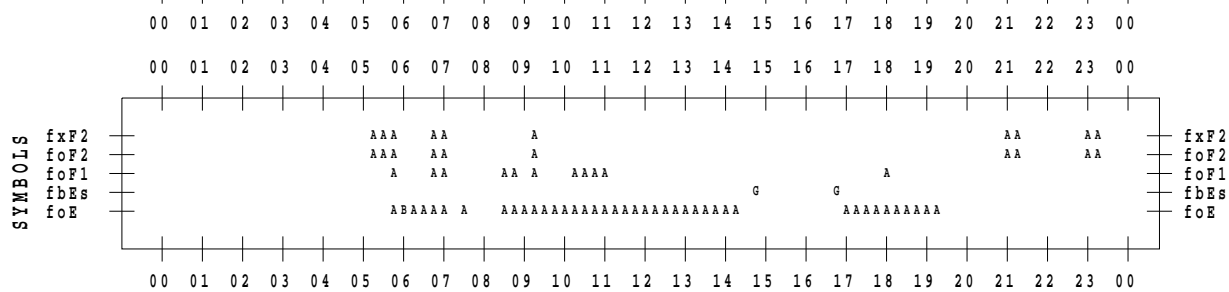 00 01 02 03 04 05 06 07 08 09 10 11 12 13 14 15 16 17 18 19 20 21 22 23 00
00 01 02 03 04 05 06 07 08 09 10 11 12 13 14 15 16 17 18 19 20 21 22 23 00
SYMBOLS
fxF2 AAA AA A AA AA fxF2
foF2 AAA AA A AA AA foF2
foF1 A AA AA A AAAA A foF1
fbEs G G fbEs
foE ABAAAA A AAAAAAAAAAAAAAAAAAAAAAAA AAAAAAAAAA foE
00 01 02 03 04 05 06 07 08 09 10 11 12 13 14 15 16 17 18 19 20 21 22 23 00